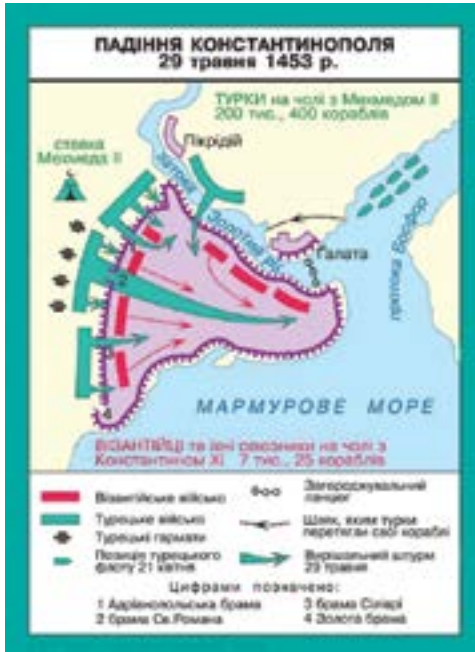 ПАДІННЯ КОНСТАНТИНОПОЛЯ
29 травня 1453 р.
ТУРКИ на чолі з Мехмедом II
200 тис., 400 кораблів
ставка
Мехмеда II
Пікрідій
затока
Золотий Ріг
Галата
протока Босфор
4
МАРМУРОВЕ МОРЕ
ВІЗАНТІЙЦІ та їхні союзники на чолі з
Константином XI 7 тис., 25 кораблів
Візантійське військо
Турецьке військо
Турецькі гармати
Позиція турецького
флоту 21 квітня
Загороджувальний
ланцюг
Шлях, яким турки
перетягли свої кораблі
Вирішальний штурм
29 травня
Цифрами позначено:
1 Адріанопольська брама
2 брама Св.Романа
3 брама Сіліврі
4 Золота брама